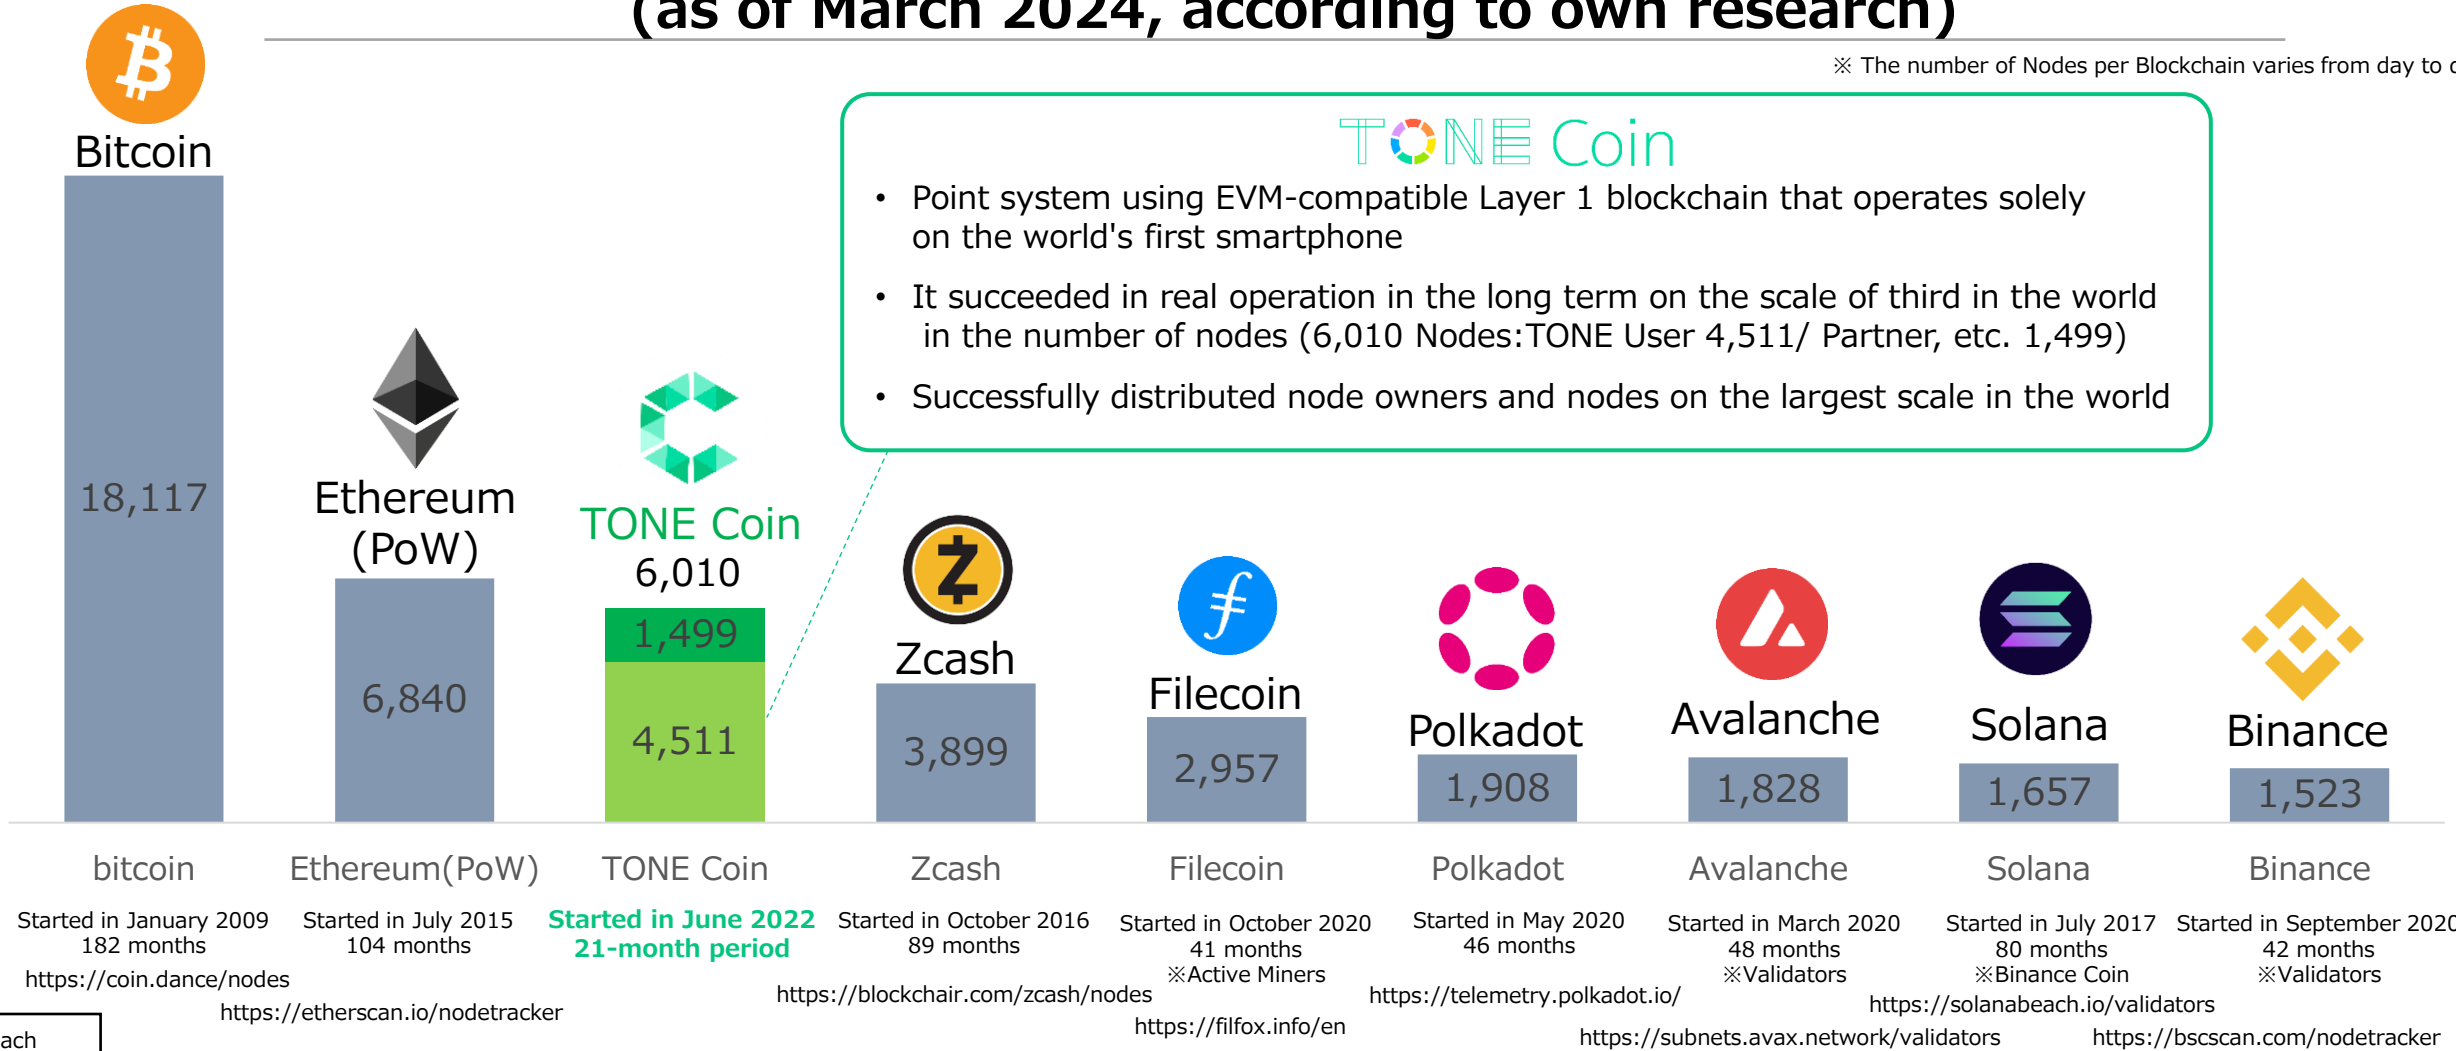 (as of March 2024, according to own research)
※ The number of Nodes per Blockchain varies from day to
Bitcoin
18,117
Ethereum
(PoW)
6,840
TONE Coin
6,010
1,499
4,511
TONE Coin
• Point system using EVM-compatible Layer 1 blockchain that operates solely
on the world's first smartphone
• It succeeded in real operation in the long term on the scale of third in the world
in the number of nodes (6,010 Nodes:TONE User 4,511/ Partner, etc. 1,499)
• Successfully distributed node owners and nodes on the largest scale in the world
Zcash
3,899
Filecoin
2,957
Polkadot
1,908
Avalanche
1,828
Solana
1,657
Binance
1,523
bitcoin
Ethereum(PoW)
TONE Coin
Zcash
Filecoin
Polkadot
Avalanche
Solana
Binance
Started in January 2009
182 months
https://coin.dance/nodes
Started in July 2015
104 months
https://etherscan.io/nodetracker
Started in June 2022
21-month period
Started in October 2016
89 months
https://blockchair.com/zcash/nodes
Started in October 2020
41 months
※Active Miners
https://filfox.info/en
Started in May 2020
46 months
https://telemetry.polkadot.io/
Started in March 2020
48 months
※Validators
https://subnets.avax.network/validators
Started in July 2017
80 months
※Binance Coin
https://solanabeach.io/validators
Started in September 2020
42 months
※Validators
https://bscscan.com/nodetracker
ach